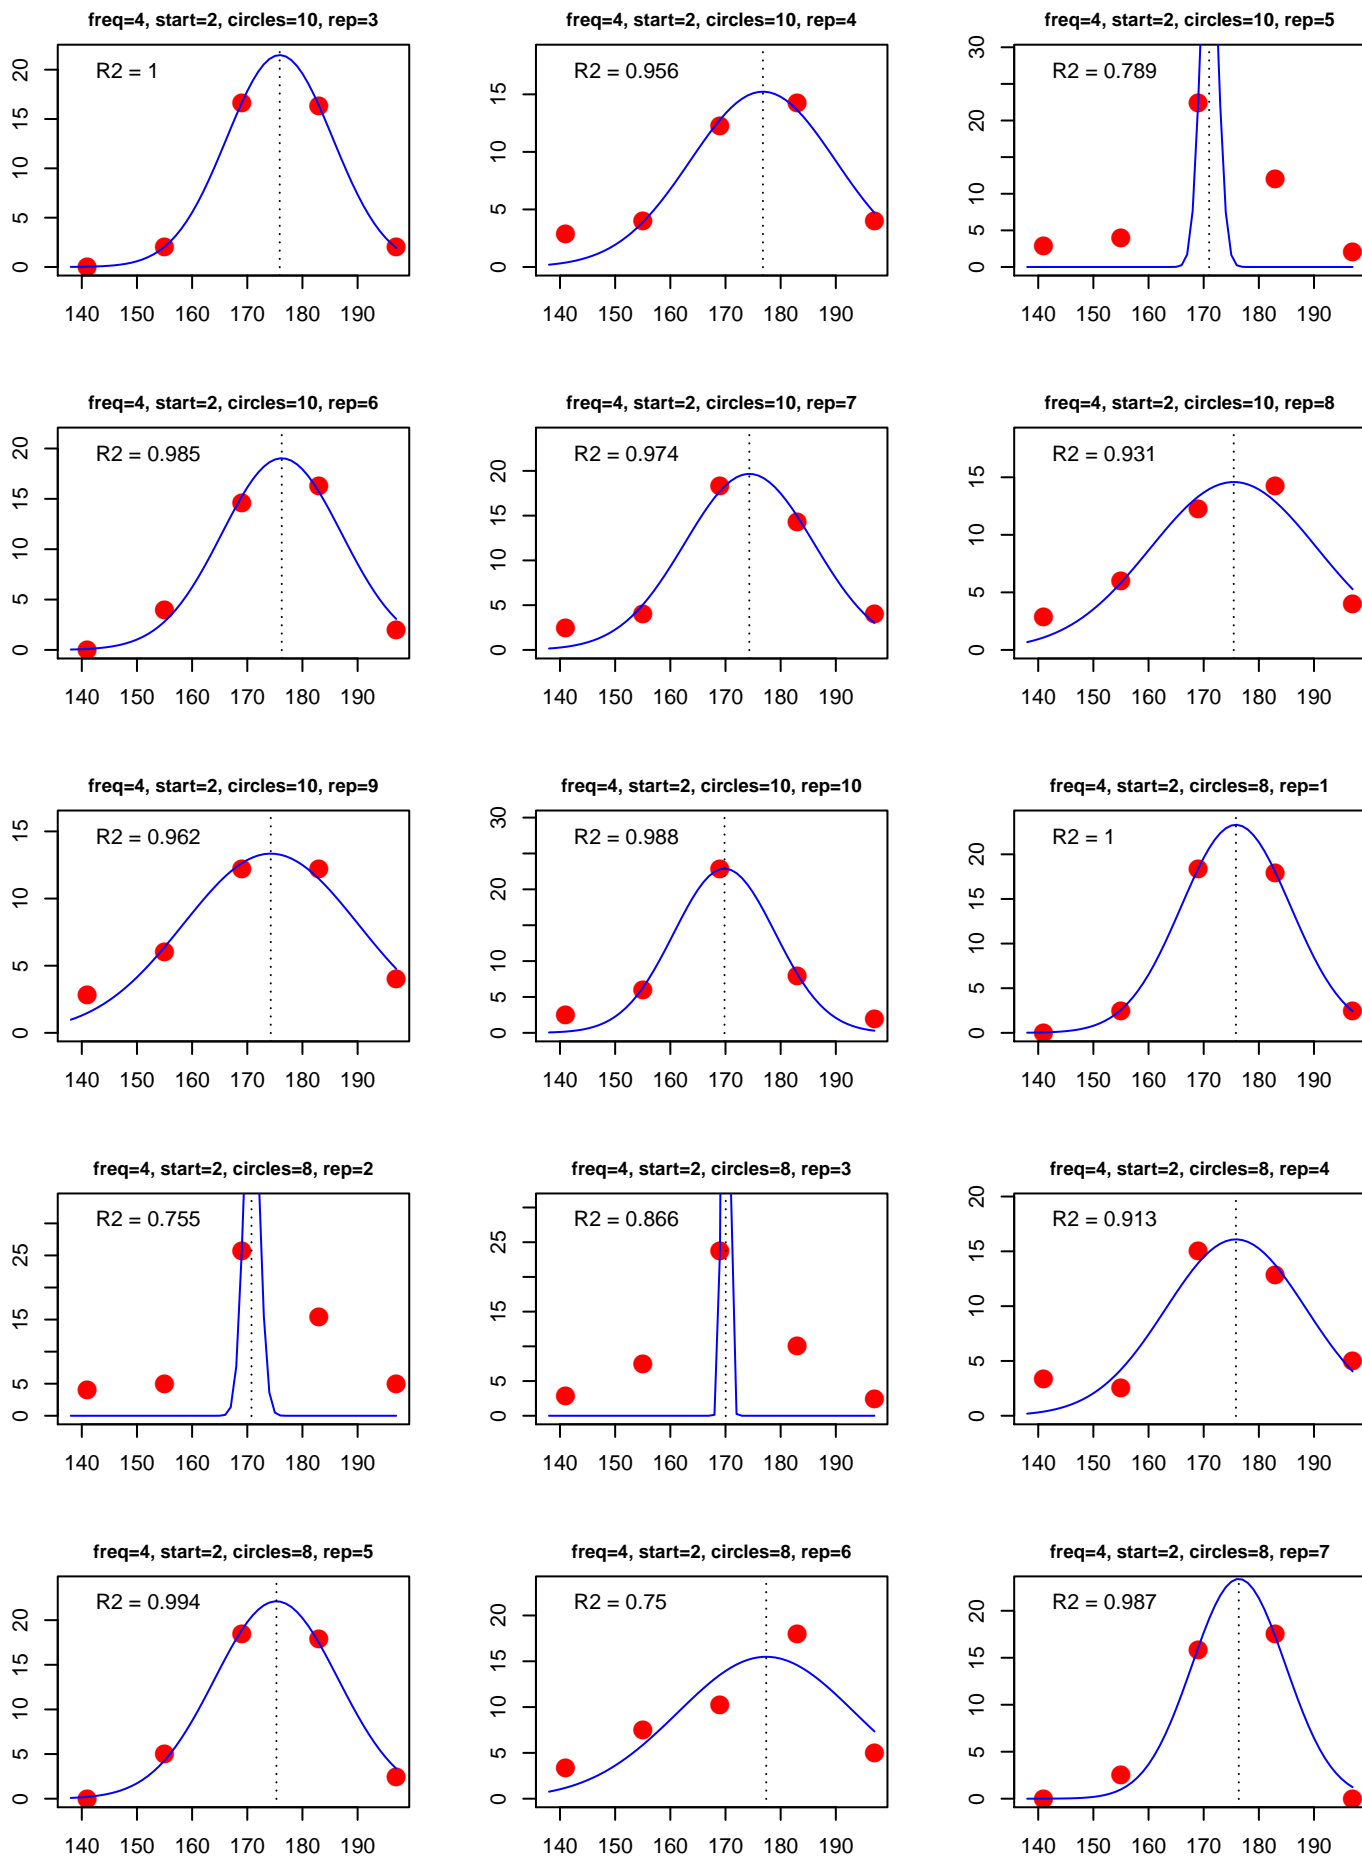 freq=4, start=2, circles=10, rep=3
R2 = 1
0 5 10 15 20
140 150 160 170 180 190
freq=4, start=2, circles=10, rep=4
R2 = 0.956
0 5 10 15
140 150 160 170 180 190
freq=4, start=2, circles=10, rep=5
R2 = 0.789
0 5 10 20 30
140 150 160 170 180 190
freq=4, start=2, circles=10, rep=6
R2 = 0.985
0 5 10 15 20
140 150 160 170 180 190
freq=4, start=2, circles=10, rep=7
R2 = 0.974
0 5 10 15 20
140 150 160 170 180 190
freq=4, start=2, circles=10, rep=8
R2 = 0.931
0 5 10 15
140 150 160 170 180 190
freq=4, start=2, circles=10, rep=9
R2 = 0.962
0 5 10 15
140 150 160 170 180 190
freq=4, start=2, circles=10, rep=10
R2 = 0.988
0 5 10 20 30
140 150 160 170 180 190
freq=4, start=2, circles=8, rep=1
R2 = 1
0 5 10 15 20
140 150 160 170 180 190
freq=4, start=2, circles=8, rep=2
R2 = 0.755
0 5 15 25
140 150 160 170 180 190
freq=4, start=2, circles=8, rep=3
R2 = 0.866
0 5 15 25
140 150 160 170 180 190
freq=4, start=2, circles=8, rep=4
R2 = 0.913
0 5 10 15 20
140 150 160 170 180 190
freq=4, start=2, circles=8, rep=5
R2 = 0.994
0 5 10 15 20
140 150 160 170 180 190
freq=4, start=2, circles=8, rep=6
R2 = 0.75
0 5 10 15 20
140 150 160 170 180 190
freq=4, start=2, circles=8, rep=7
R2 = 0.987
0 5 10 15 20
140 150 160 170 180 190